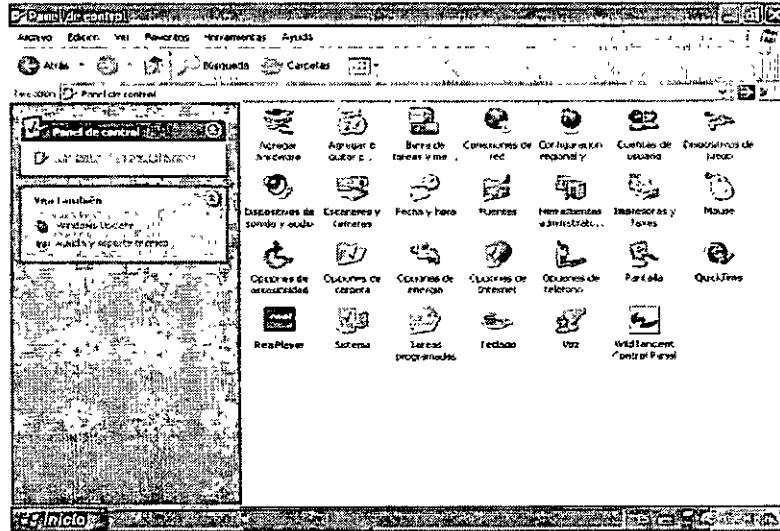 Panel de control
Archivo Edición Ver Favoritos Herramientas Ayuda
Atrás Búsqueda Carpetas
Dirección Panel de control
Panel de control
Vea también
Windows Update
Ayuda y soporte técnico
Agregar hardware
Agregar o quitar p...
Barra de tareas y me...
Conexiones de red
Configuración regional y
Cuentas de usuario
Dispositivos de juego
Dispositivos de sonido y audio
Escáneres y cámaras
Fecha y hora
Fuentes
Herramientas administrati...
Impresoras y faxes
Mouse
Opciones de accesibilidad
Opciones de carpeta
Opciones de energía
Opciones de Internet
Opciones de teléfono
Pantalla
QuickTime
RealPlayer
Sistema
Tareas programadas
Teclado
Voz
WildTangent Control Panel
Inicio